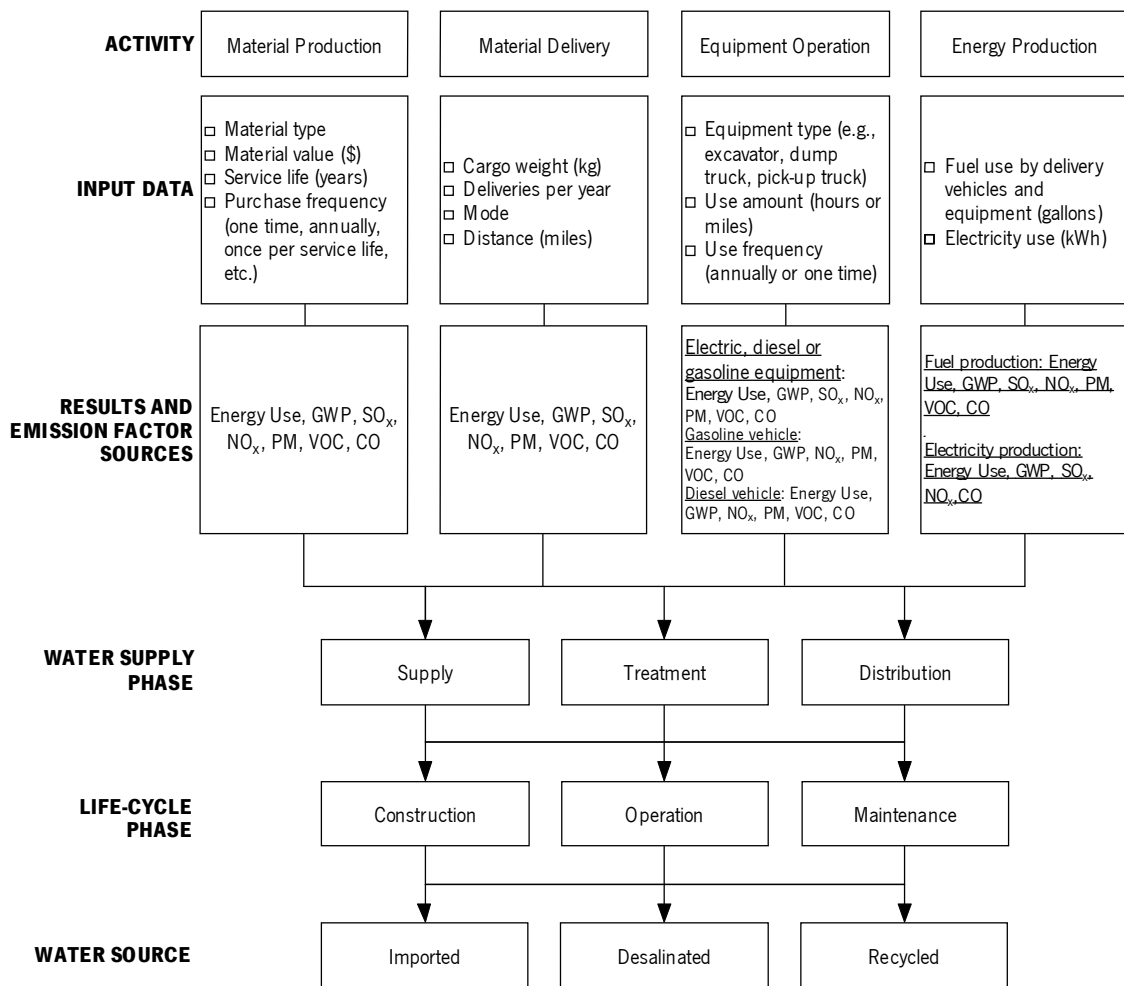 ACTIVITY
Material Production
Material Delivery
Equipment Operation
Energy Production
INPUT DATA
□ Material type
□ Material value ($)
□ Service life (years)
□ Purchase frequency
(one time, annually,
once per service life,
etc.)
□ Cargo weight (kg)
□ Deliveries per year
□ Mode
□ Distance (miles)
□ Equipment type (e.g.,
excavator, dump
truck, pick-up truck)
□ Use amount (hours or
miles)
□ Use frequency
(annually or one time)
□ Fuel use by delivery
vehicles and
equipment (gallons)
□ Electricity use (kWh)
RESULTS AND
EMISSION FACTOR
SOURCES
Energy Use, GWP, SOx,
NOx, PM, VOC, CO
Energy Use, GWP, SOx,
NOx, PM, VOC, CO
Electric, diesel or
gasoline equipment:
Energy Use, GWP, SOx, NOx,
PM, VOC, CO
Gasoline vehicle:
Energy Use, GWP, NOx, PM,
VOC, CO
Diesel vehicle: Energy Use,
GWP, NOx, PM, VOC, CO
Fuel production: Energy
Use, GWP, SOx, NOx, PM,
VOC, CO
.
Electricity production:
Energy Use, GWP, SOx,
NOx,CO
WATER SUPPLY
PHASE
Supply
Treatment
Distribution
LIFE-CYCLE
PHASE
Construction
Operation
Maintenance
WATER SOURCE
Imported
Desalinated
Recycled